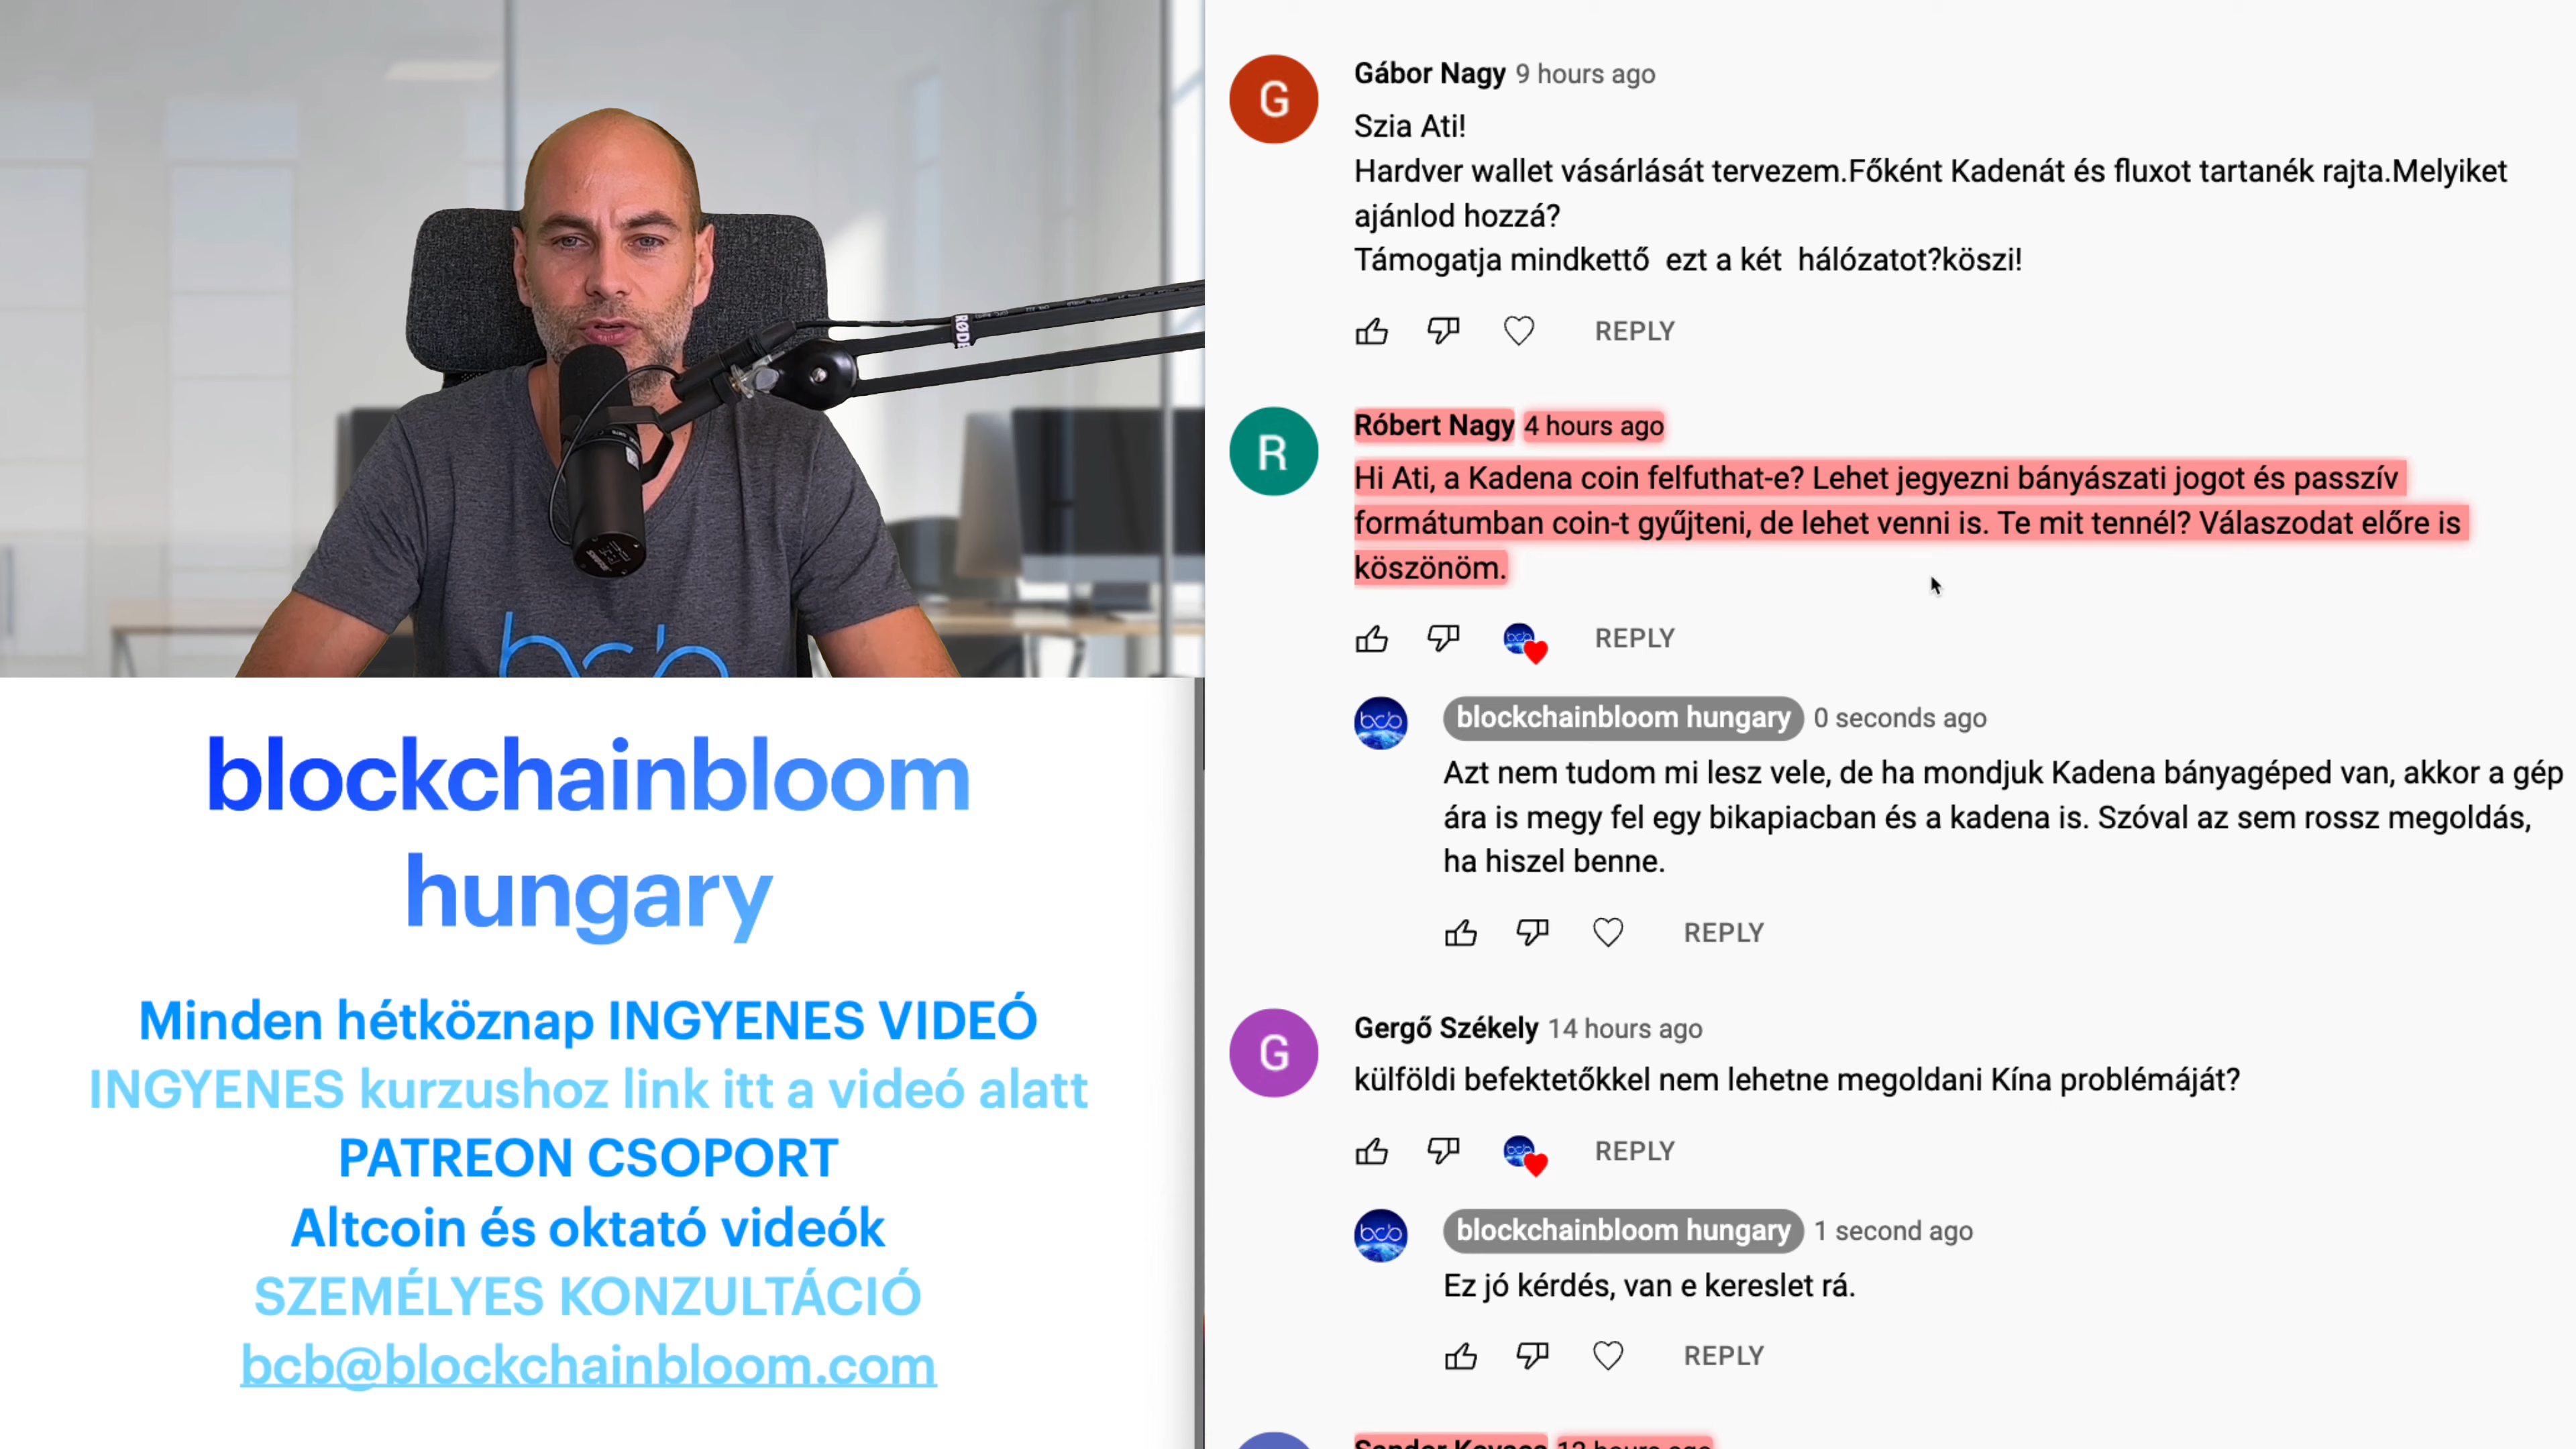 Gábor Nagy 9 hours ago
Szia Ati!
Hardver wallet vásárlását tervezem.Főként Kadenát és fluxot tartanék rajta.Melyiket
ajánlod hozzá?
Támogatja mindkettő ezt a két hálózatot?köszi!
REPLY
Róbert Nagy 4 hours ago
Hi Ati, a Kadena coin felfuthat-e? Lehet jegyezni bányászati jogot és passzív
formátumban coin-t gyűjteni, de lehet venni is. Te mit tennél? Válaszodat előre is
köszönöm.
REPLY
blockchainbloom hungary 0 seconds ago
Azt nem tudom mi lesz vele, de ha mondjuk Kadena bányagéped van, akkor a gép
ára is megy fel egy bikapiacban és a kadena is. Szóval az sem rossz megoldás,
ha hiszel benne.
REPLY
Gergő Székely 14 hours ago
külföldi befektetőkkel nem lehetne megoldani Kína problémáját?
REPLY
blockchainbloom hungary 1 second ago
Ez jó kérdés, van e kereslet rá.
REPLY
G
R
bcb
bcb
G
bcb
bcb
RØDE
bcb
blockchainbloom
hungary
Minden hétköznap INGYENES VIDEÓ
INGYENES kurzushoz link itt a videó alatt
PATREON CSOPORT
Altcoin és oktató videók
SZEMÉLYES KONZULTÁCIÓ
bcb@blockchainbloom.com